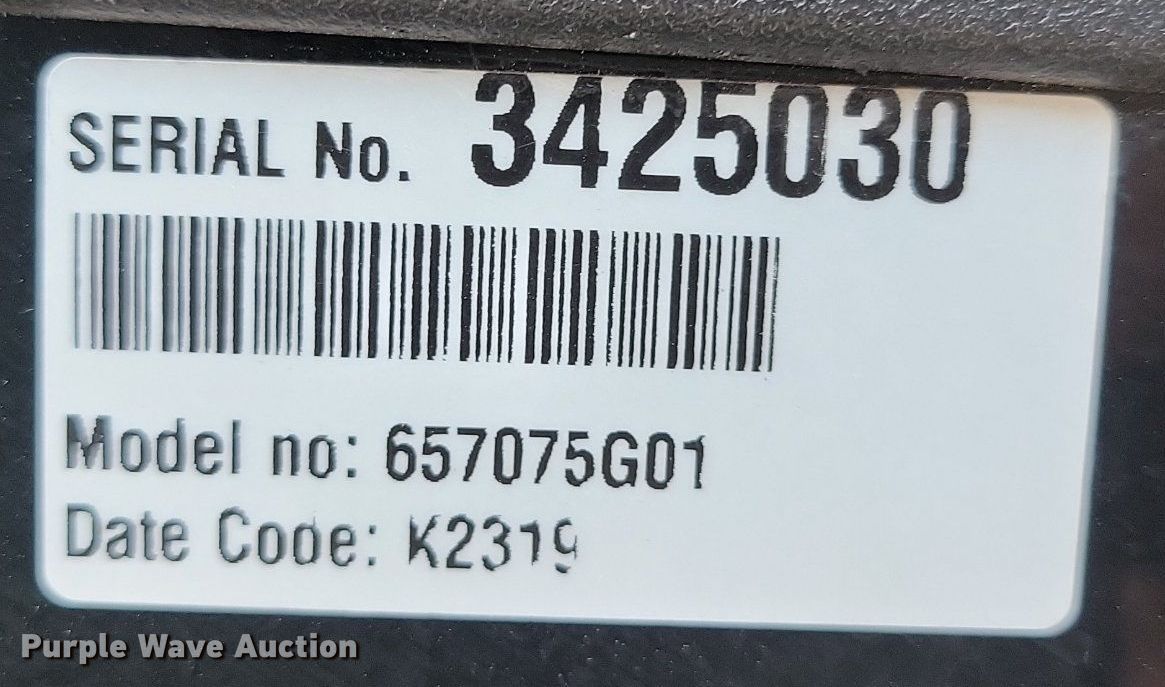 SERIAL No. 3425030
Model no: 657075G01
Date Code: K2319
Purple Wave Auction